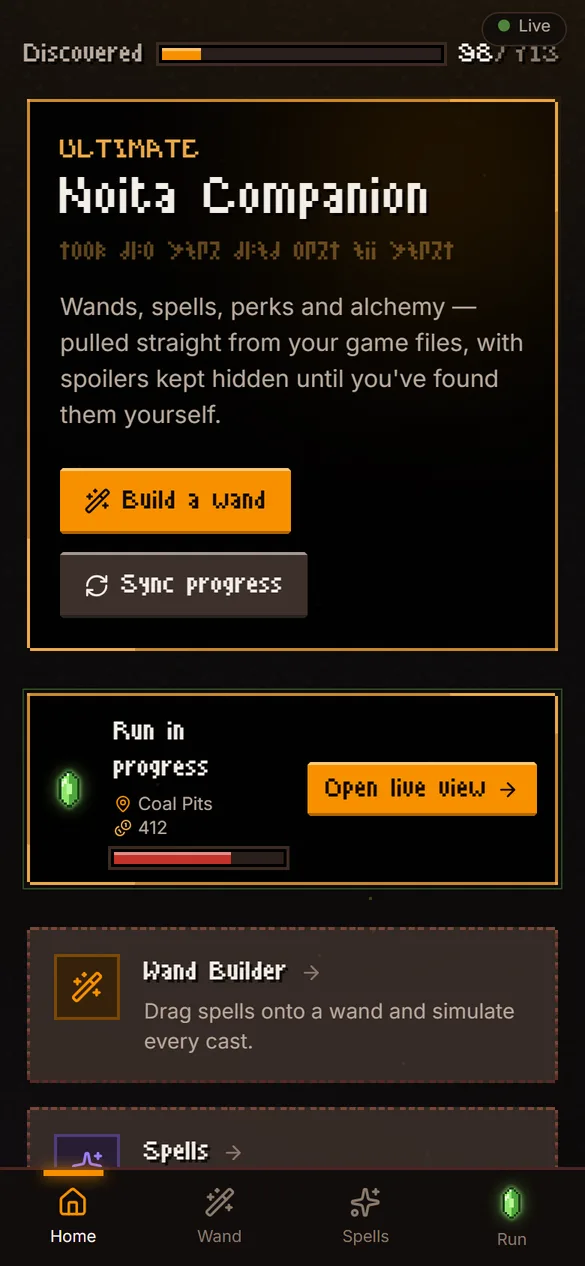 Live
Discovered 98/ 713
ULTIMATE
Noita Companion
Wands, spells, perks and alchemy —
pulled straight from your game files, with
spoilers kept hidden until you've found
them yourself.
Build a wand
Sync progress
Run in
progress
Coal Pits
412
Open live view →
Wand Builder →
Drag spells onto a wand and simulate
every cast.
Spells →
Home
Wand
Spells
Run